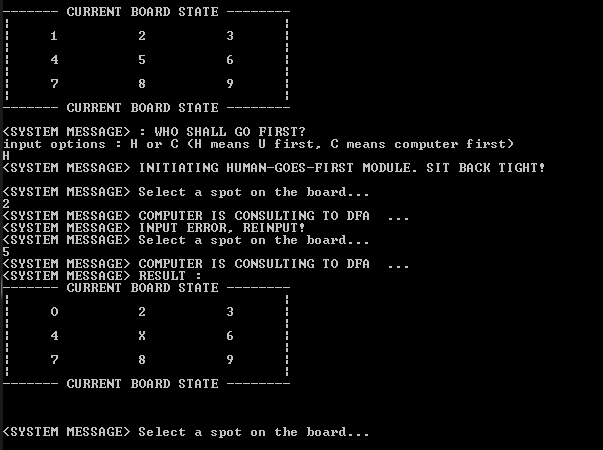 ------- CURRENT BOARD STATE --------
1 2 3
4 5 6
7 8 9
------- CURRENT BOARD STATE --------
<SYSTEM MESSAGE> : WHO SHALL GO FIRST?
input options : H or C (H means U first, C means computer first)
H
<SYSTEM MESSAGE> INITIATING HUMAN-GOES-FIRST MODULE. SIT BACK TIGHT!
<SYSTEM MESSAGE> Select a spot on the board...
2
<SYSTEM MESSAGE> COMPUTER IS CONSULTING TO DFA  ...
<SYSTEM MESSAGE> INPUT ERROR, REINPUT!
<SYSTEM MESSAGE> Select a spot on the board...
5
<SYSTEM MESSAGE> COMPUTER IS CONSULTING TO DFA  ...
<SYSTEM MESSAGE> RESULT :
------- CURRENT BOARD STATE --------
O 2 3
4 X 6
7 8 9
------- CURRENT BOARD STATE --------
<SYSTEM MESSAGE> Select a spot on the board...